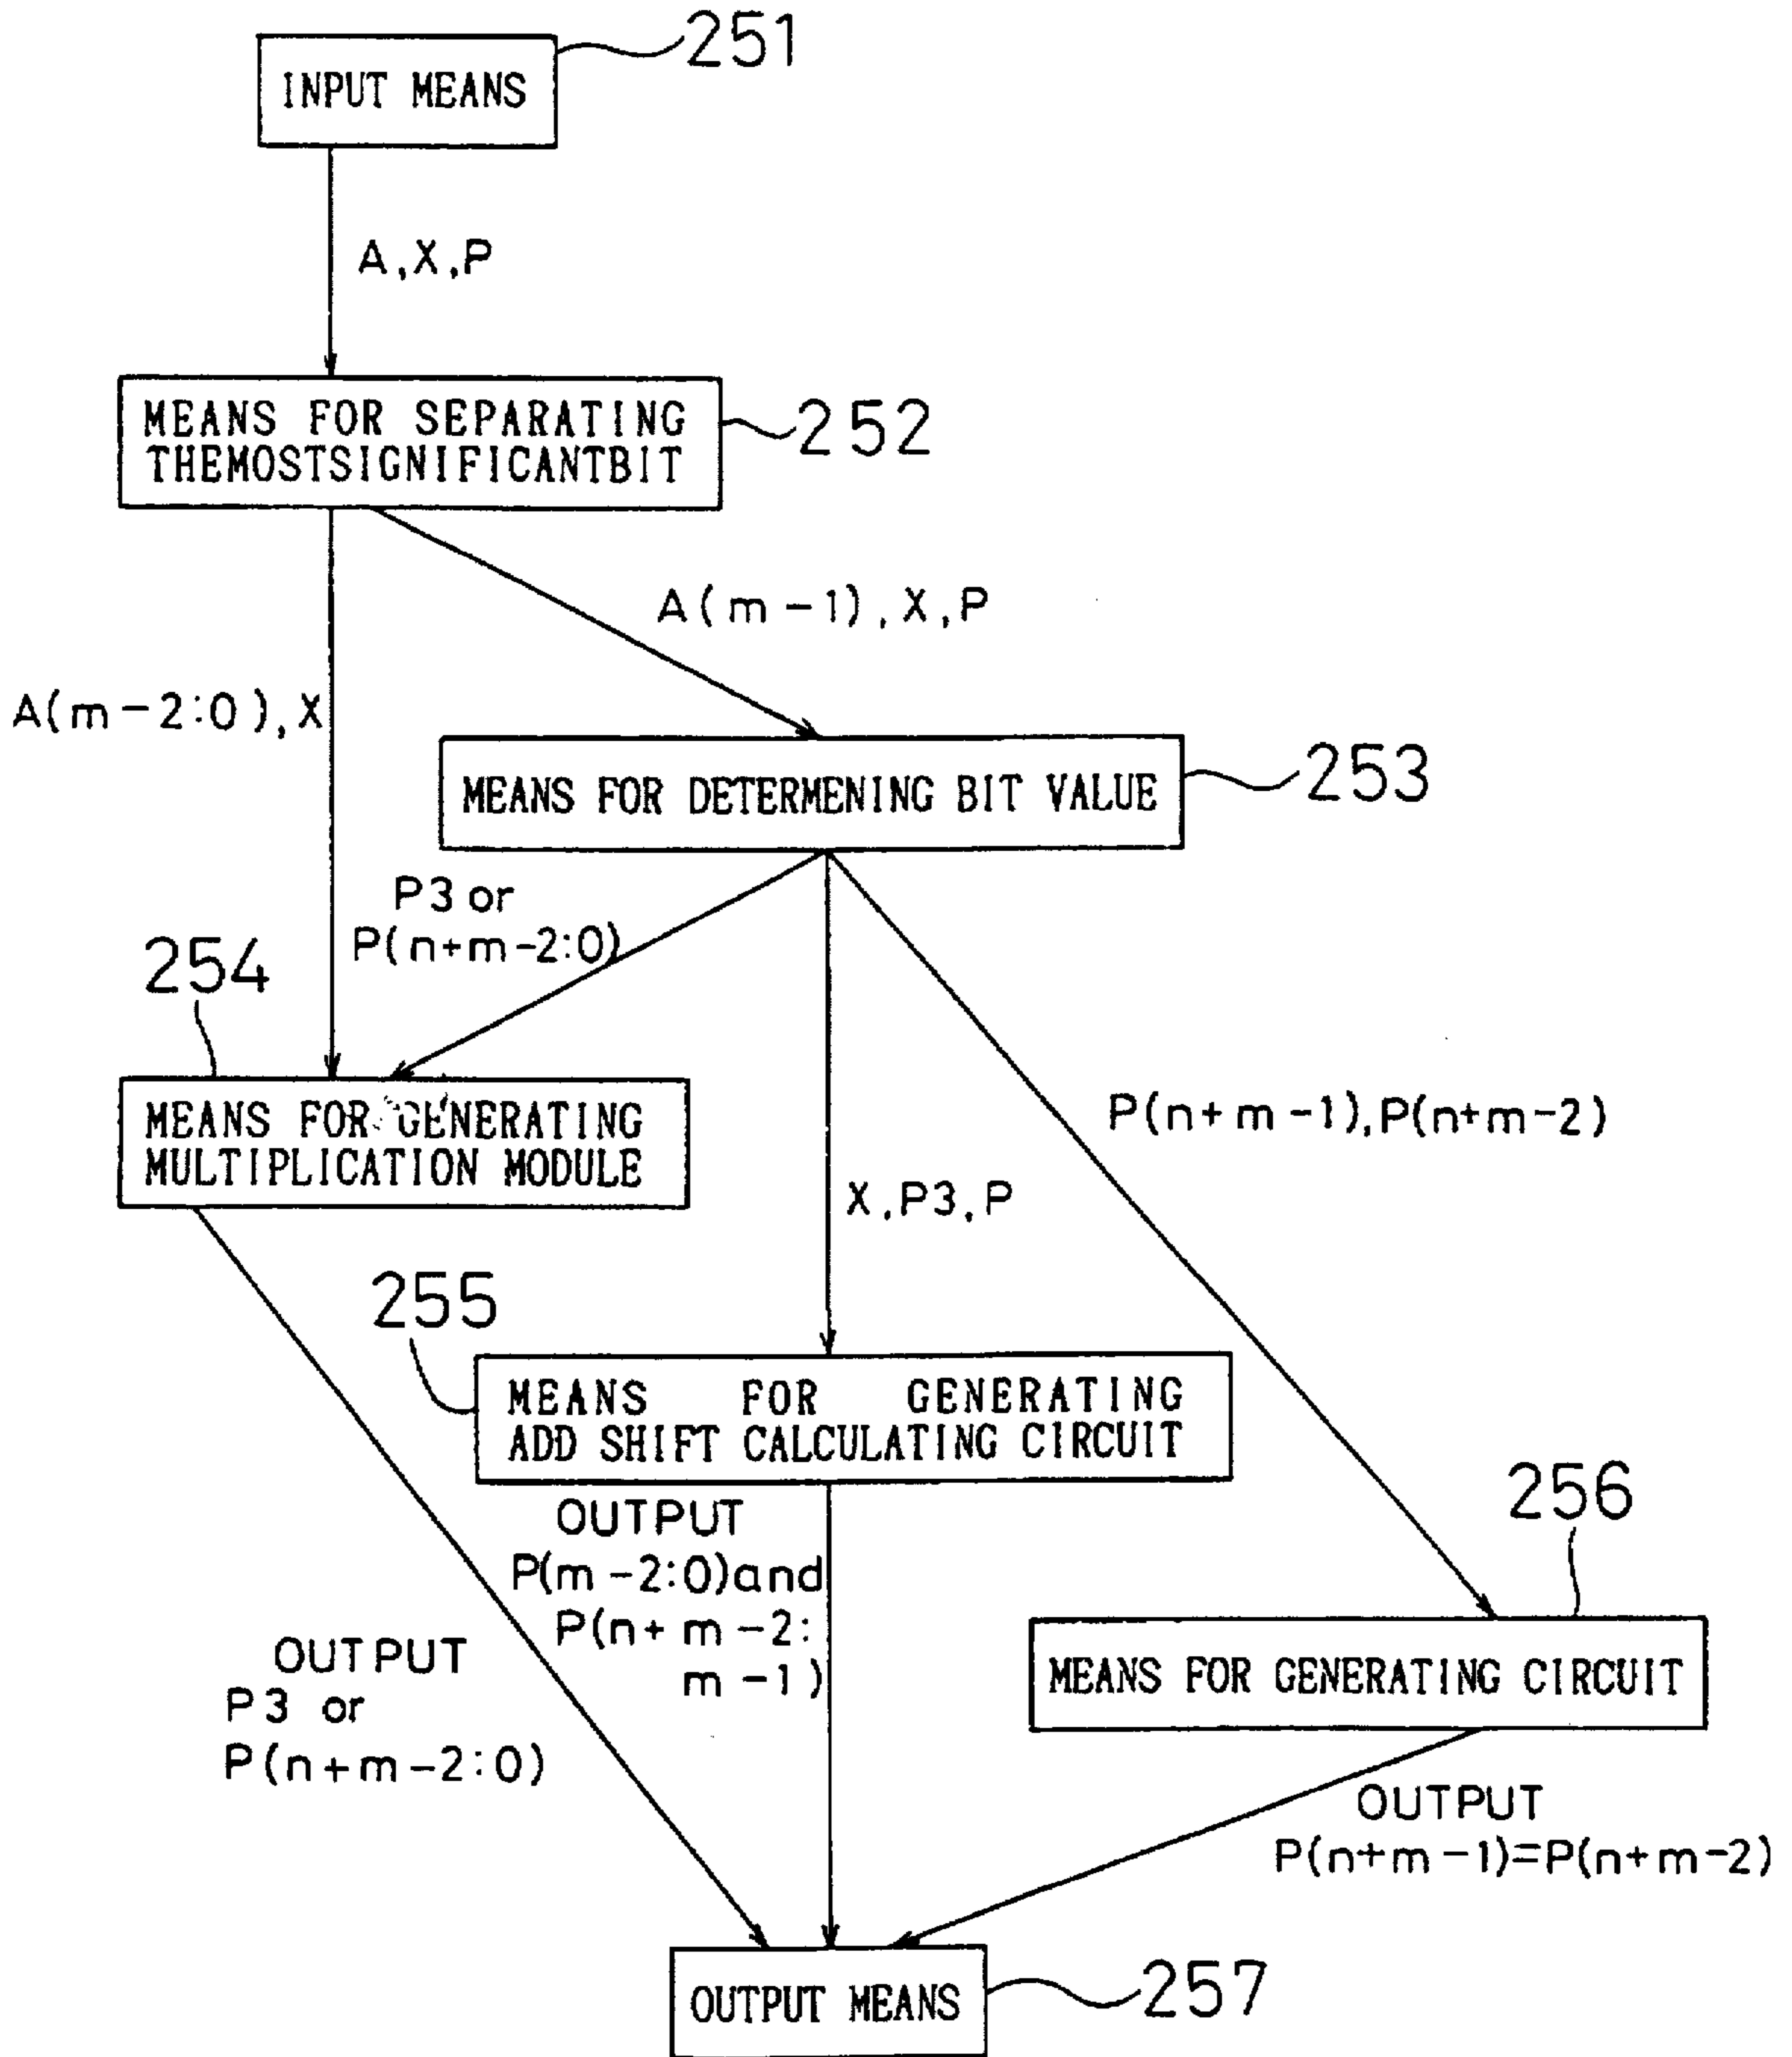 251
INPUT MEANS
A,X,P
MEANS FOR SEPARATING
THEMOSTSIGNIFICANTBIT
252
A(m-1),X,P
A(m-2:0),X
MEANS FOR DETERMENING BIT VALUE
253
P3 or
P(n+m-2:0)
254
MEANS FOR GENERATING
MULTIPLICATION MODULE
P(n+m-1),P(n+m-2)
X,P3,P
255
MEANS FOR GENERATING
ADD SHIFT CALCULATING CIRCUIT
256
OUTPUT
P(m-2:0)and
P(n+m-2:
m-1)
MEANS FOR GENERATING CIRCUIT
OUTPUT
P3 or
P(n+m-2:0)
OUTPUT
P(n+m-1)=P(n+m-2)
OUTPUT MEANS
257